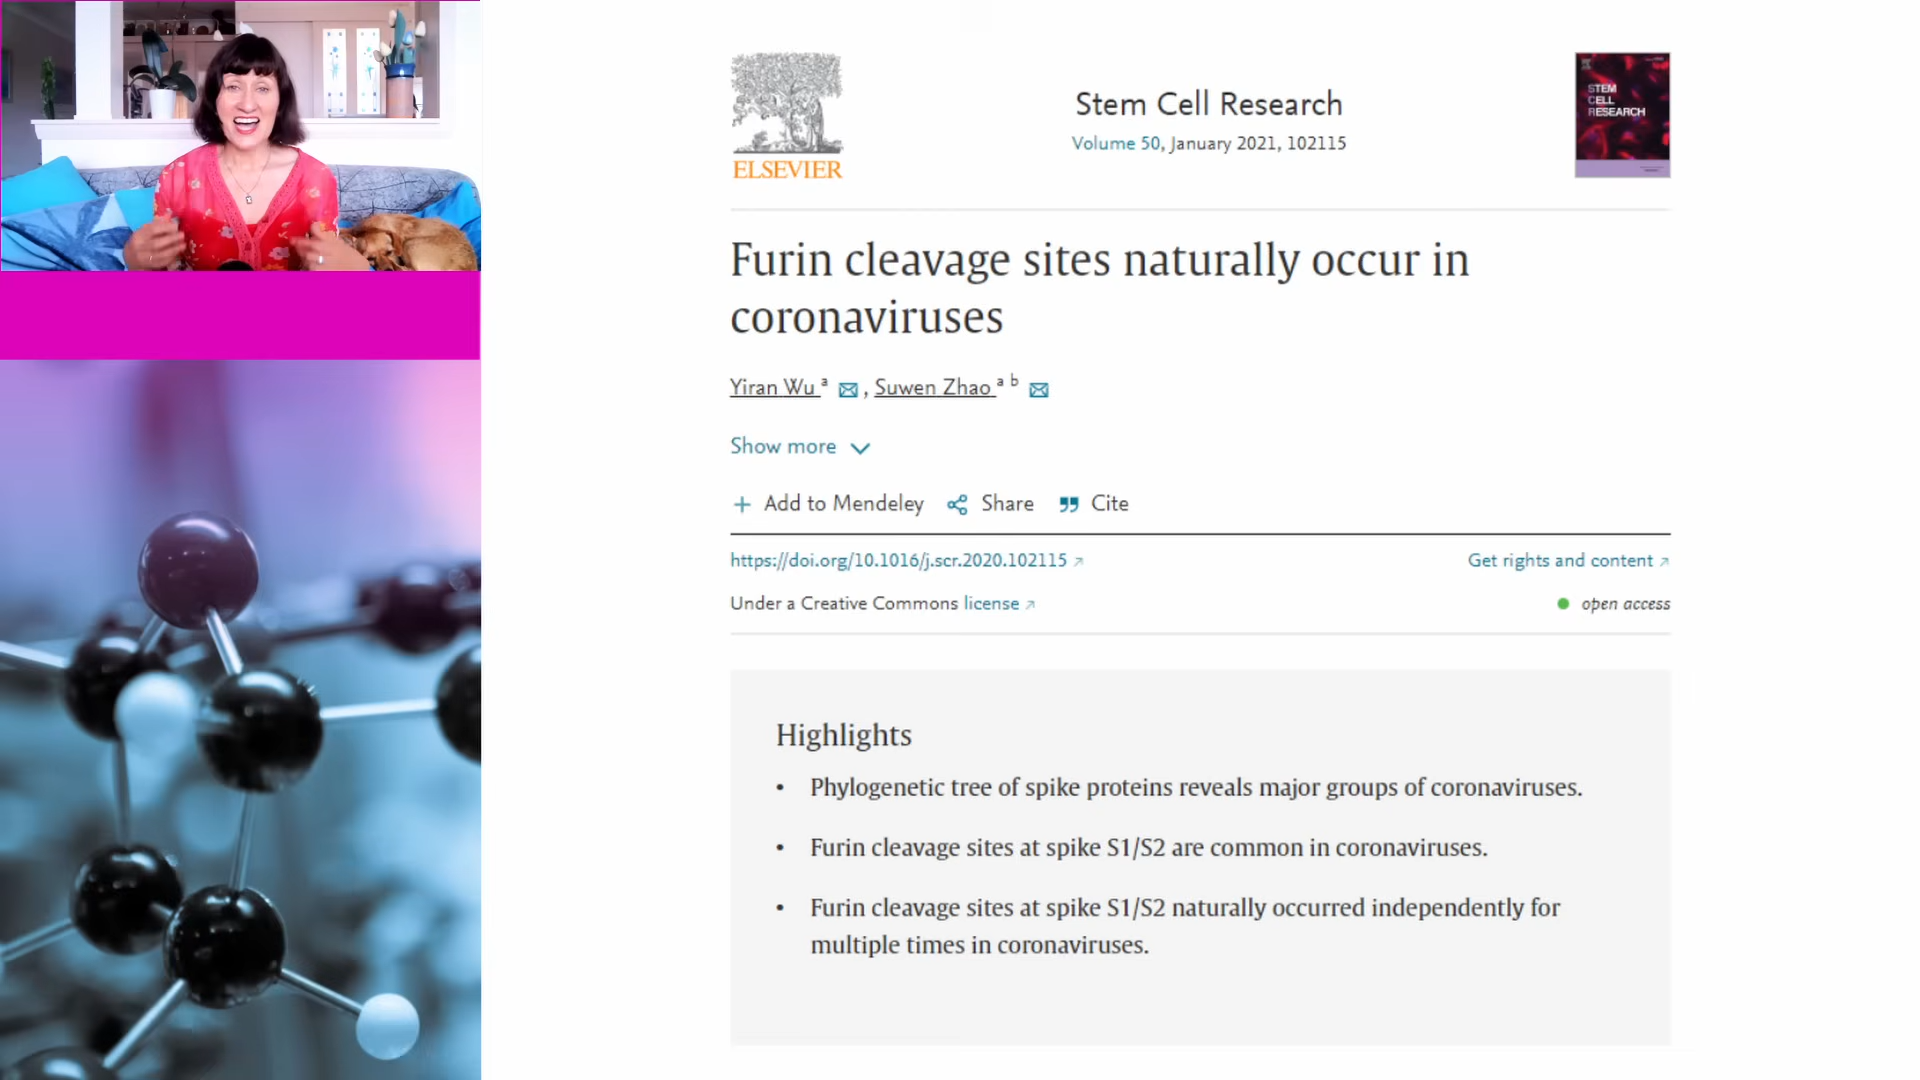 ELSEVIER
Stem Cell Research
Volume 50, January 2021, 102115
STEM
CELL
RESEARCH
Furin cleavage sites naturally occur in
coronaviruses
Yiran Wu a , Suwen Zhao a b
Show more
Add to Mendeley Share Cite
https://doi.org/10.1016/j.scr.2020.102115
Get rights and content
Under a Creative Commons license
open access
Highlights
• Phylogenetic tree of spike proteins reveals major groups of coronaviruses.
• Furin cleavage sites at spike S1/S2 are common in coronaviruses.
• Furin cleavage sites at spike S1/S2 naturally occurred independently for
multiple times in coronaviruses.